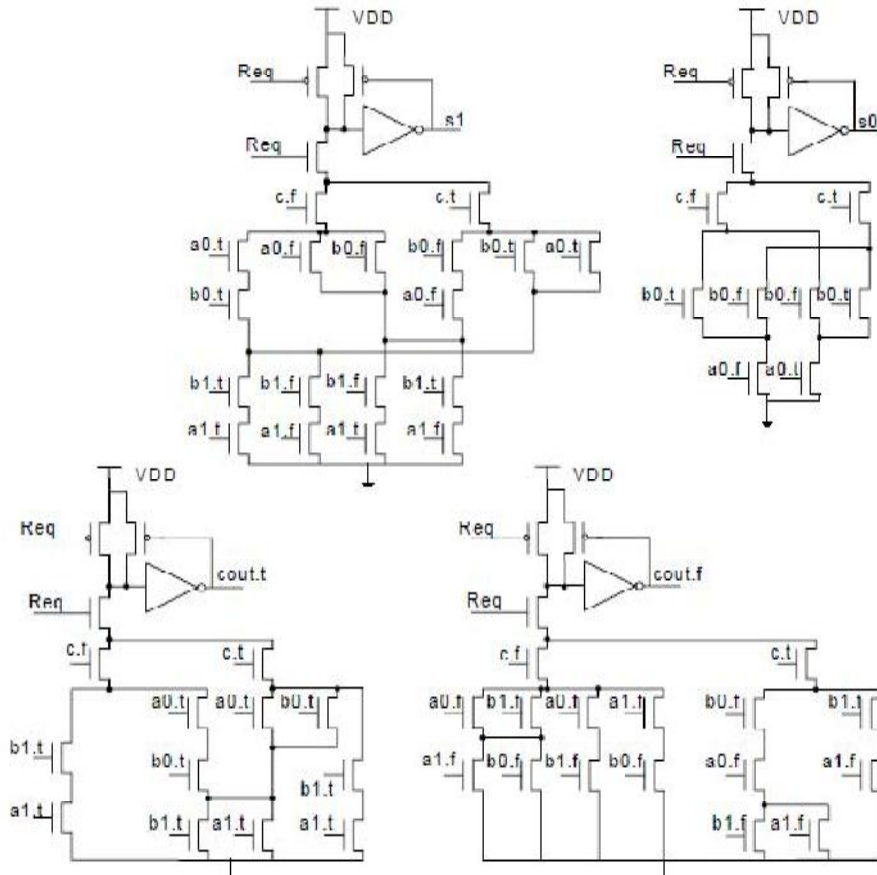 VDD
VDD
Req
Req
s1
s0
Req
Req
c.f
c.t
c.f
c.t
a0.t
a0.f
b0.f
b0.f
b0.t
a0.t
b0.t
a0.f
b0.t
b0.f
b0.f
b0.t
a0.f
a0.t
b1.t
b1.f
b1.f
b1.t
a1.t
a1.f
a1.t
a1.f
VDD
VDD
Req
Req
cout.t
cout.f
Req
Req
c.f
c.t
c.f
c.t
a0.t
a0.t
b0.t
a0.f
b1.f
a0.f
a1.f
b0.f
b1.t
b1.t
b0.t
b1.t
a1.f
b0.f
b1.f
b0.f
a0.f
a1.f
a1.t
b1.t
a1.t
a1.t
b1.f
a1.f